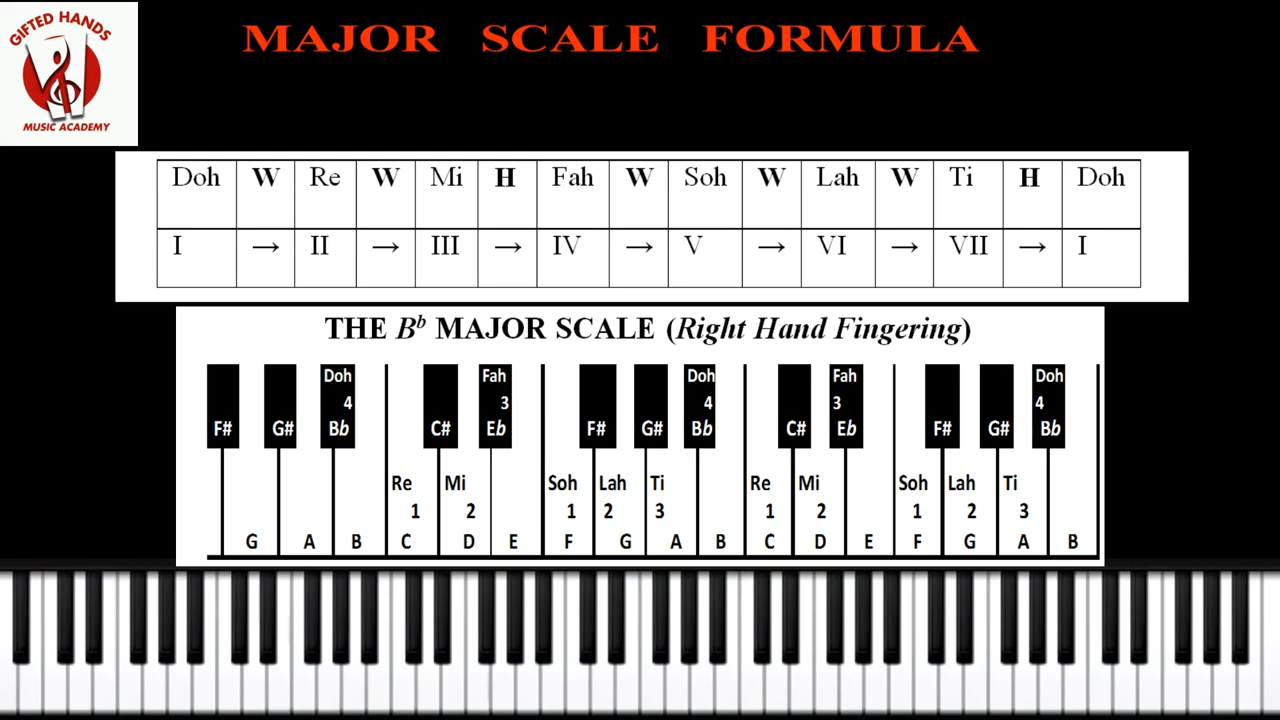 GIFTED HANDS
MUSIC ACADEMY
MAJOR SCALE FORMULA
Doh W Re W Mi H Fah W Soh W Lah W Ti H Doh
I → II → III → IV → V → VI → VII → I
THE Bb MAJOR SCALE (Right Hand Fingering)
Doh Fah Doh Fah Doh
4 3 4 3 4
F# G# Bb C# Eb F# G# Bb C# Eb F# G# Bb
Re Mi Soh Lah Ti Re Mi Soh Lah Ti
1 2 1 2 3 1 2 1 2 3
G A B C D E F G A B C D E F G A B